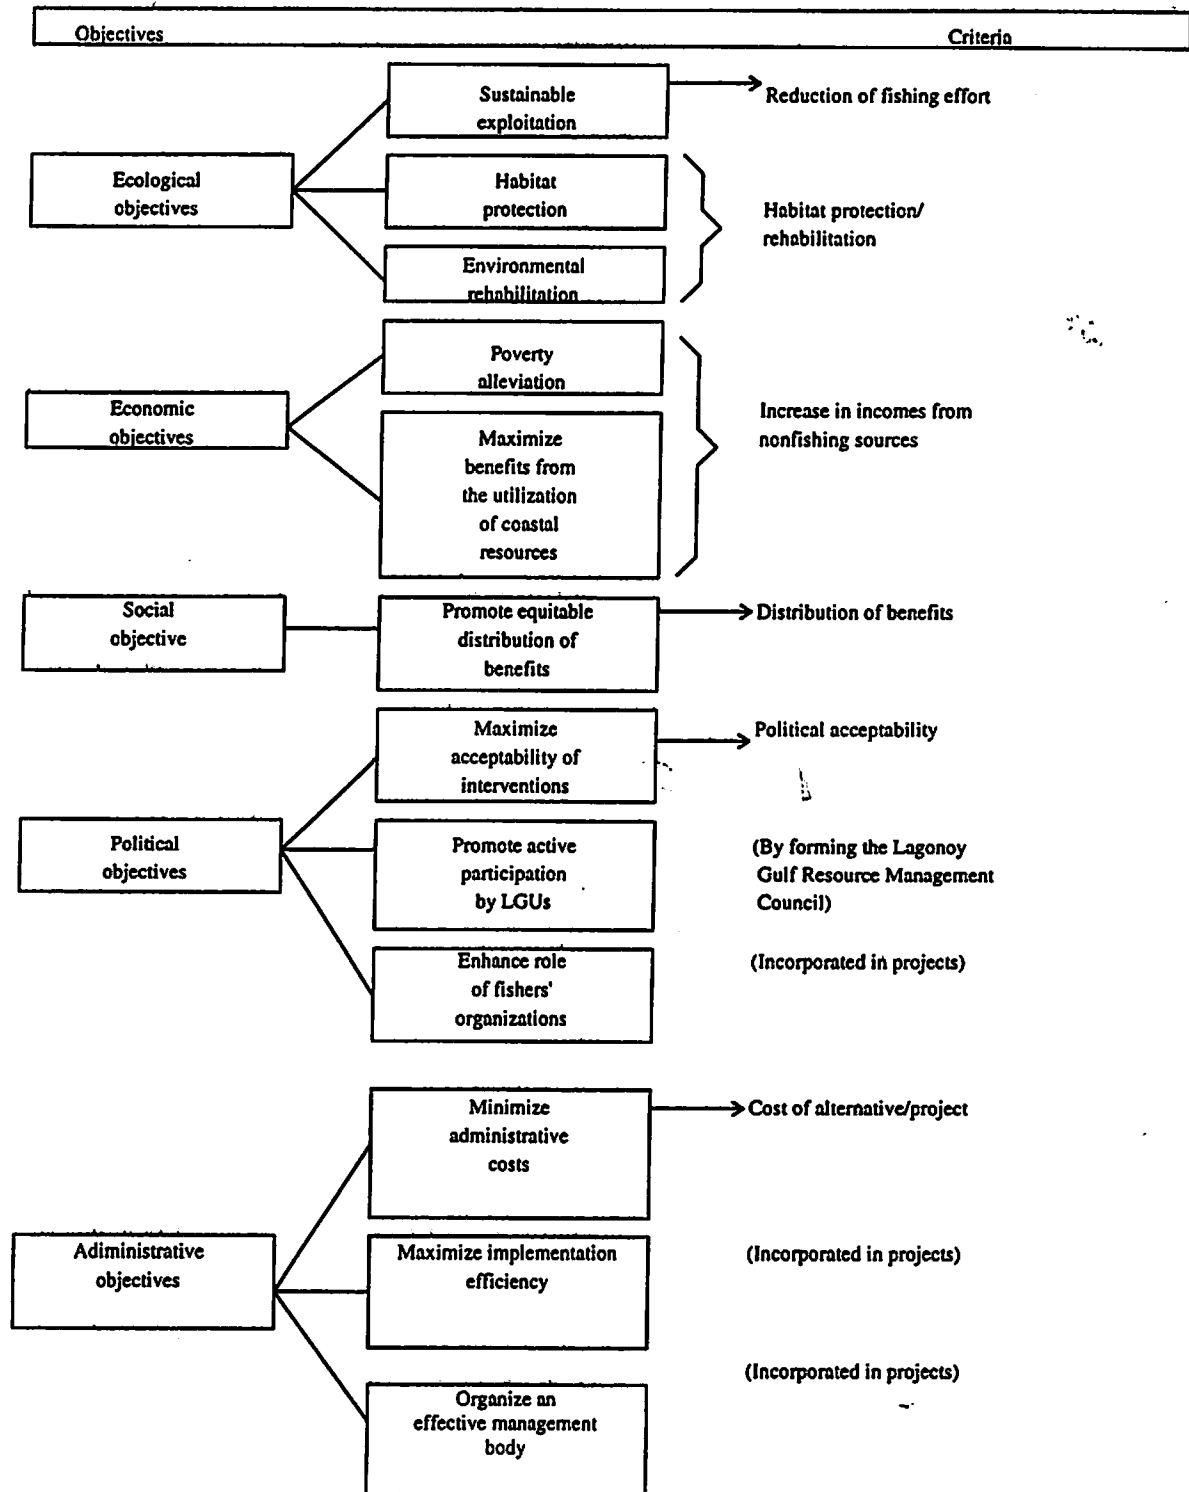 Objectives Criteria
Sustainable
exploitation
Reduction of fishing effort
Ecological
objectives
Habitat
protection
Habitat protection/
rehabilitation
Environmental
rehabilitation
Poverty
alleviation
Economic
objectives
Increase in incomes from
nonfishing sources
Maximize
benefits from
the utilization
of coastal
resources
Social
objective
Promote equitable
distribution of
benefits
Distribution of benefits
Maximize
acceptability of
interventions
Political acceptability
Political
objectives
Promote active
participation
by LGUs
(By forming the Lagonoy
Gulf Resource Management
Council)
Enhance role
of fishers'
organizations
(Incorporated in projects)
Minimize
administrative
costs
Cost of alternative/project
Adiministrative
objectives
Maximize implementation
efficiency
(Incorporated in projects)
(Incorporated in projects)
Organize an
effective management
body